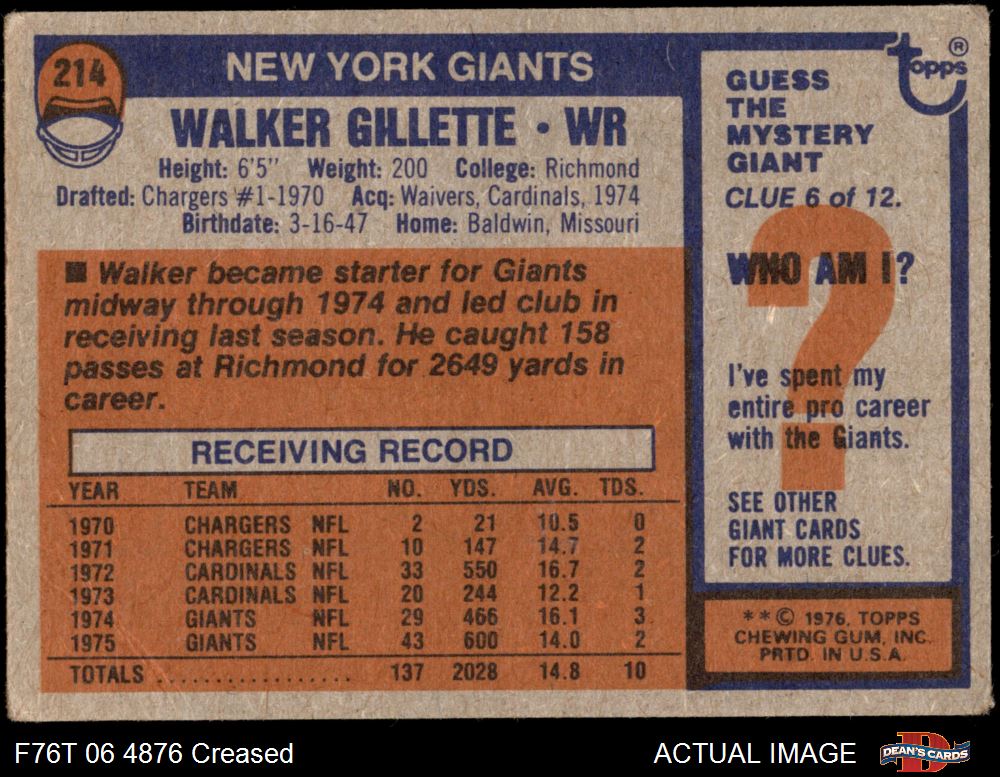 214
NEW YORK GIANTS
WALKER GILLETTE • WR
Height: 6'5" Weight: 200 College: Richmond
Drafted: Chargers #1-1970 Acq: Waivers, Cardinals, 1974
Birthdate: 3-16-47 Home: Baldwin, Missouri
■ Walker became starter for Giants
midway through 1974 and led club in
receiving last season. He caught 158
passes at Richmond for 2649 yards in
career.
RECEIVING RECORD
YEAR TEAM NO. YDS. AVG. TDS.
1970 CHARGERS NFL 2 21 10.5 0
1971 CHARGERS NFL 10 147 14.7 2
1972 CARDINALS NFL 33 550 16.7 2
1973 CARDINALS NFL 20 244 12.2 1
1974 GIANTS NFL 29 466 16.1 3
1975 GIANTS NFL 43 600 14.0 2
TOTALS .................. 137 2028 14.8 10
topps ®
GUESS
THE
MYSTERY
GIANT
CLUE 6 of 12.
?
WHO AM I?
I've spent my
entire pro career
with the Giants.
SEE OTHER
GIANT CARDS
FOR MORE CLUES.
**© 1976, TOPPS
CHEWING GUM, INC.
PRTD. IN U.S.A.
F76T 06 4876 Creased
ACTUAL IMAGE
DEAN'S CARDS